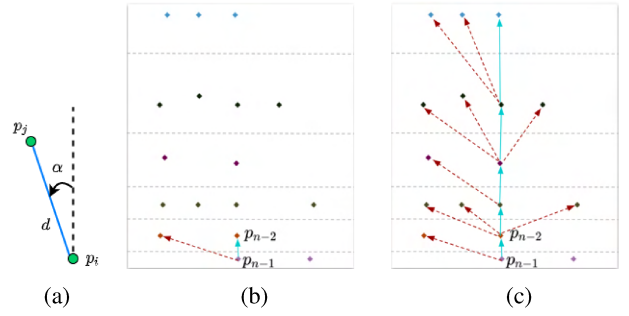 p_j
α
d
p_i
p_{n-2}
p_{n-1}
p_{n-2}
p_{n-1}
(a)
(b)
(c)